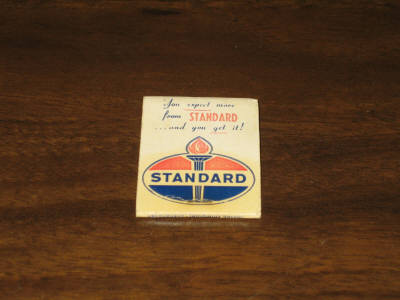 You expect more
from STANDARD
...and you get it!
STANDARD